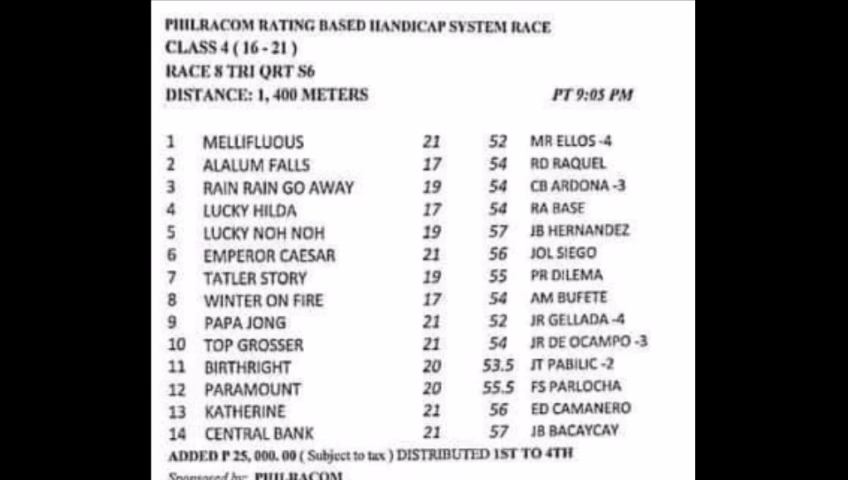 PHILRACOM RATING BASED HANDICAP SYSTEM RACE
CLASS 4 ( 16 - 21 )
RACE 8 TRI QRT S6
DISTANCE: 1, 400 METERS PT 9:05 PM
1 MELLIFLUOUS 21 52 MR ELLOS -4
2 ALALUM FALLS 17 54 RD RAQUEL
3 RAIN RAIN GO AWAY 19 54 CB ARDONA -3
4 LUCKY HILDA 17 54 RA BASE
5 LUCKY NOH NOH 19 57 JB HERNANDEZ
6 EMPEROR CAESAR 21 56 JOL SIEGO
7 TATLER STORY 19 55 PR DILEMA
8 WINTER ON FIRE 17 54 AM BUFETE
9 PAPA JONG 21 52 JR GELLADA -4
10 TOP GROSSER 21 54 JR DE OCAMPO -3
11 BIRTHRIGHT 20 53.5 JT PABILIC -2
12 PARAMOUNT 20 55.5 FS PARLOCHA
13 KATHERINE 21 56 ED CAMANERO
14 CENTRAL BANK 21 57 JB BACAYCAY
ADDED P 25, 000. 00 ( Subject to tax ) DISTRIBUTED 1ST TO 4TH
Sponsored by: PHILRACOM